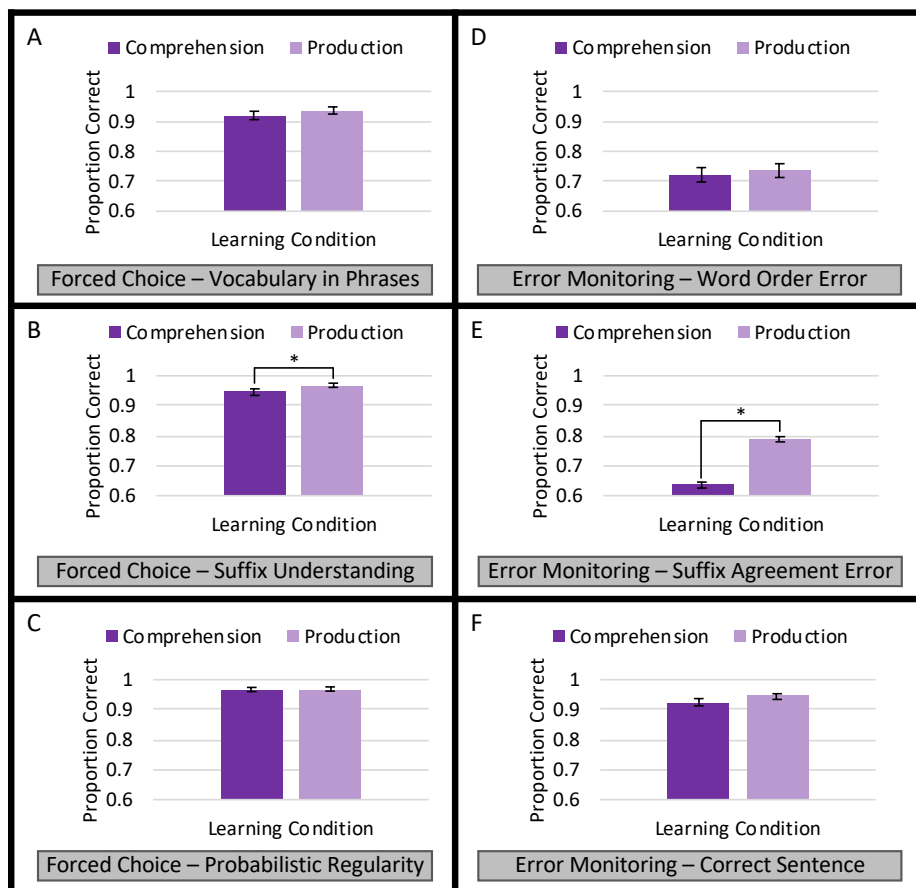 A
Comprehension Production
Proportion Correct
1
0.9
0.8
0.7
0.6
Learning Condition
Forced Choice – Vocabulary in Phrases
D
Comprehension Production
Proportion Correct
1
0.9
0.8
0.7
0.6
Learning Condition
Error Monitoring – Word Order Error
B
Comprehension Production
Proportion Correct
1
0.9
0.8
0.7
0.6
*
Learning Condition
Forced Choice – Suffix Understanding
E
Comprehension Production
Proportion Correct
1
0.9
0.8
0.7
0.6
*
Learning Condition
Error Monitoring – Suffix Agreement Error
C
Comprehension Production
Proportion Correct
1
0.9
0.8
0.7
0.6
Learning Condition
Forced Choice – Probabilistic Regularity
F
Comprehension Production
Proportion Correct
1
0.9
0.8
0.7
0.6
Learning Condition
Error Monitoring – Correct Sentence